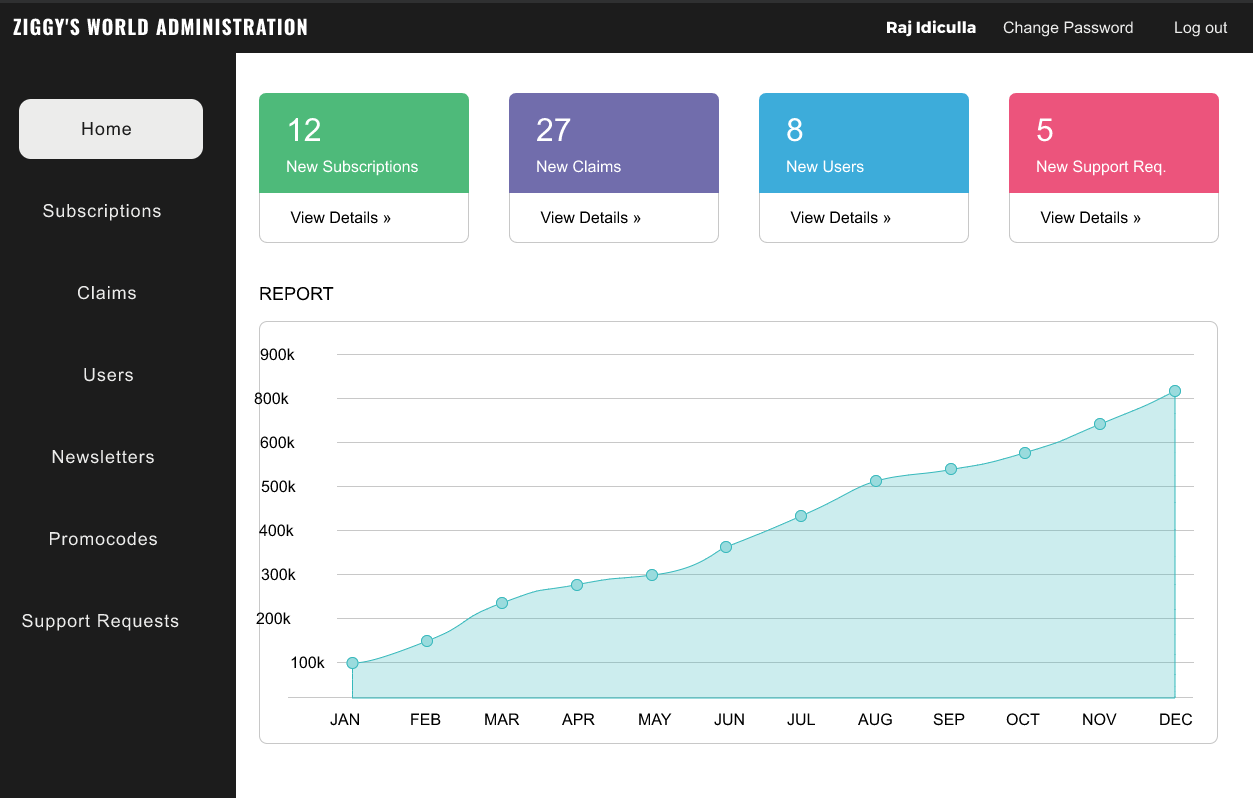 ZIGGY'S WORLD ADMINISTRATION
Raj Idiculla Change Password Log out
Home
Subscriptions
Claims
Users
Newsletters
Promocodes
Support Requests
12
New Subscriptions
View Details »
27
New Claims
View Details »
8
New Users
View Details »
5
New Support Req.
View Details »
REPORT
900k
800k
600k
500k
400k
300k
200k
100k
JAN FEB MAR APR MAY JUN JUL AUG SEP OCT NOV DEC